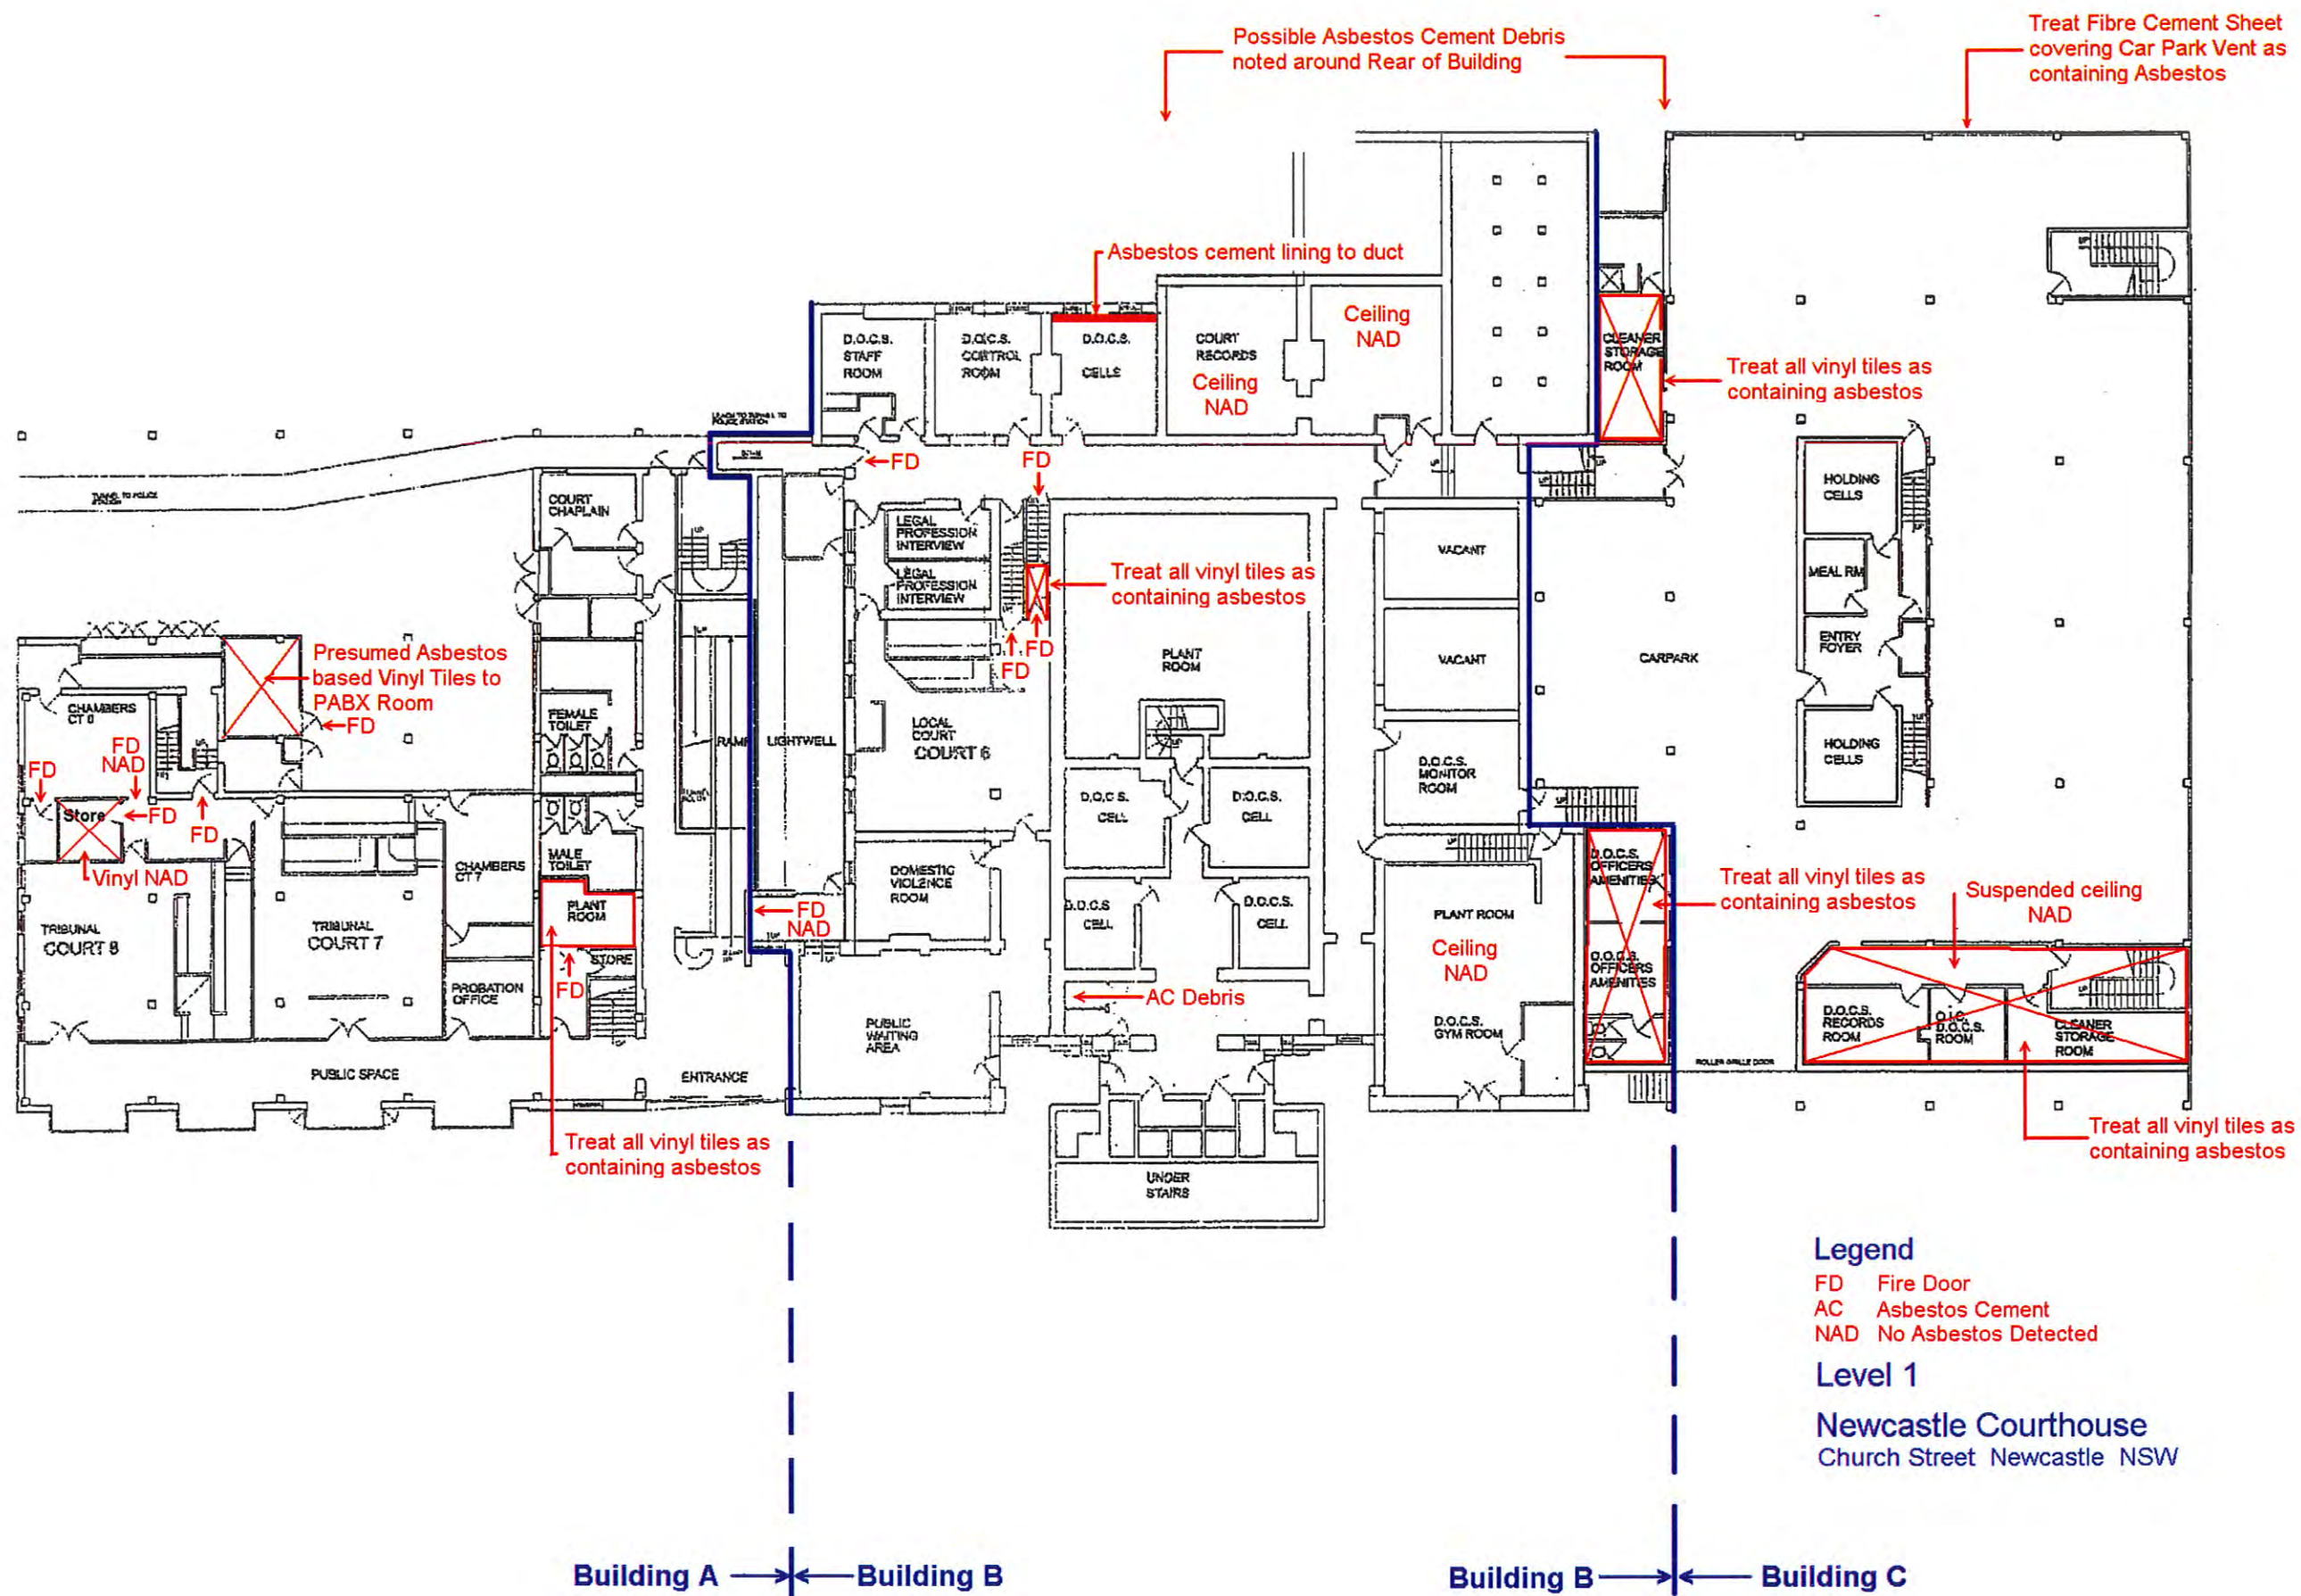 Possible Asbestos Cement Debris
noted around Rear of Building
Treat Fibre Cement Sheet
covering Car Park Vent as
containing Asbestos
Asbestos cement lining to duct
D.O.C.S.
STAFF
ROOM
D.O.C.S.
CONTROL
ROOM
D.O.C.S.
CELLS
COURT
RECORDS
Ceiling
NAD
Ceiling
NAD
CLEANER
STORAGE
ROOM
Treat all vinyl tiles as
containing asbestos
UP
TUNNEL TO POLICE
STATION
FD
FD
COURT
CHAPLAIN
LEGAL
PROFESSION
INTERVIEW
LEGAL
PROFESSION
INTERVIEW
Treat all vinyl tiles as
containing asbestos
FD
FD
VACANT
VACANT
HOLDING
CELLS
MEAL RM
ENTRY
FOYER
CARPARK
HOLDING
CELLS
Presumed Asbestos
based Vinyl Tiles to
PABX Room
FD
CHAMBERS
CT 8
FD
NAD
FD
FD
FD
Store
Vinyl NAD
FEMALE
TOILET
RAMP
LIGHTWELL
LOCAL
COURT
COURT 6
PLANT
ROOM
D.O.C.S.
MONITOR
ROOM
D.O.C.S.
CELL
D.O.C.S.
CELL
MALE
TOILET
CHAMBERS
CT 7
DOMESTIC
VIOLENCE
ROOM
D.O.C.S.
CELL
D.O.C.S.
CELL
D.O.C.S.
OFFICERS
AMENITIES
Treat all vinyl tiles as
containing asbestos
Suspended ceiling
NAD
TRIBUNAL
COURT 8
TRIBUNAL
COURT 7
PLANT
ROOM
STORE
FD
FD
NAD
PLANT ROOM
Ceiling
NAD
D.O.C.S.
OFFICERS
AMENITIES
PROBATION
OFFICE
AC Debris
PUBLIC
WAITING
AREA
D.O.C.S.
GYM ROOM
D.O.C.S.
RECORDS
ROOM
O.I.C.
D.O.C.S.
ROOM
CLEANER
STORAGE
ROOM
ROLLER GRILLE DOOR
PUBLIC SPACE
ENTRANCE
Treat all vinyl tiles as
containing asbestos
Treat all vinyl tiles as
containing asbestos
UNDER
STAIRS
Legend
FD Fire Door
AC Asbestos Cement
NAD No Asbestos Detected
Level 1
Newcastle Courthouse
Church Street Newcastle NSW
Building A
Building B
Building B
Building C